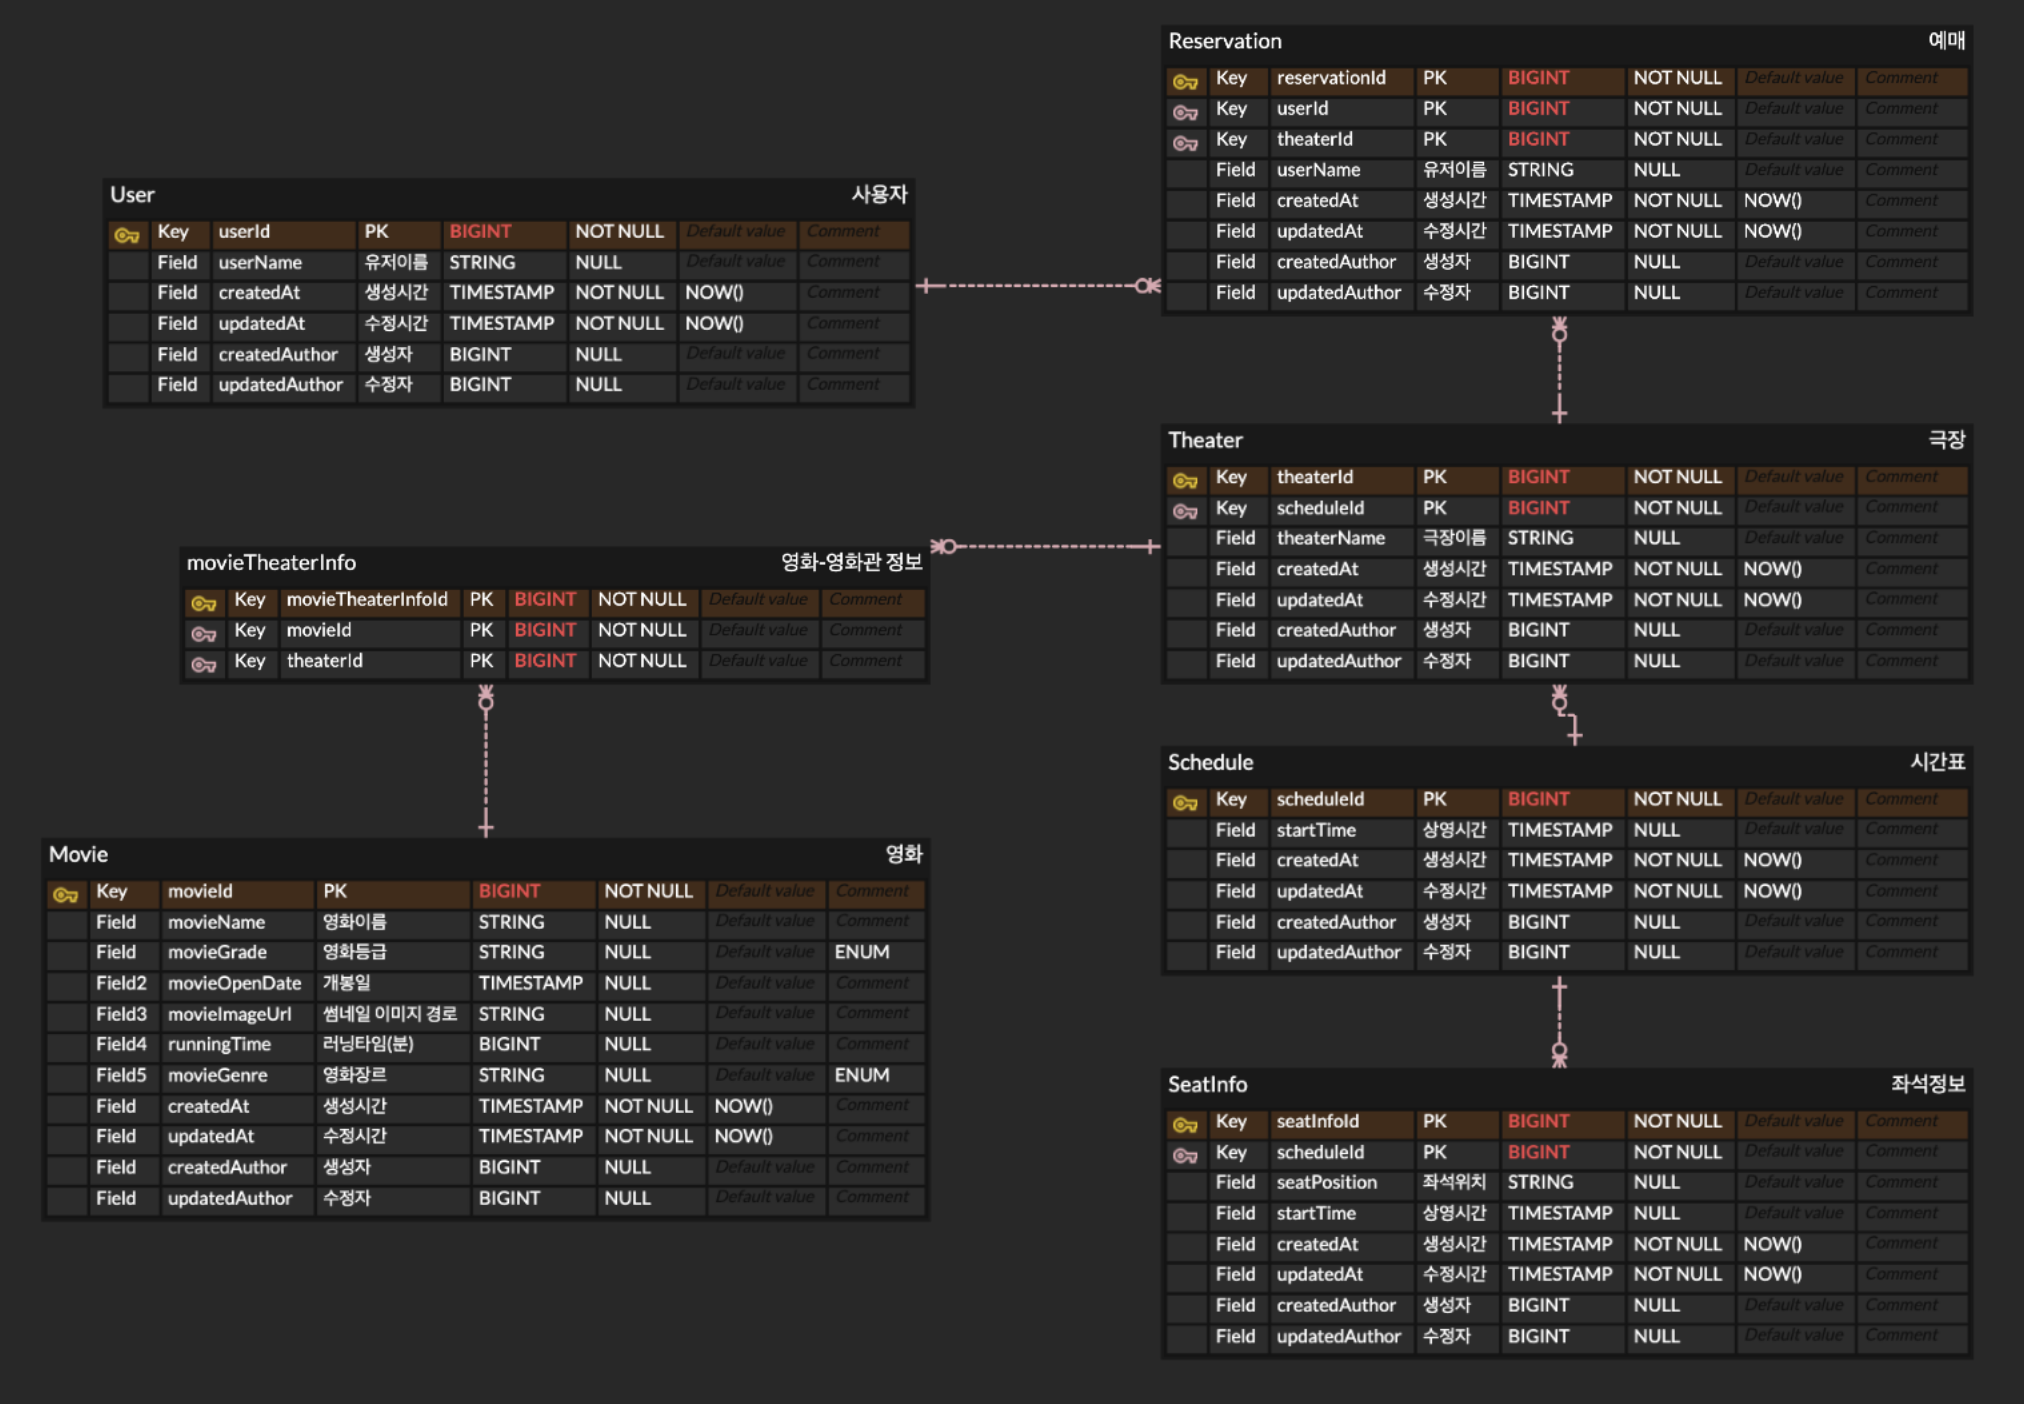 Reservation 예매
Key reservationId PK BIGINT NOT NULL Default value Comment
Key userId PK BIGINT NOT NULL Default value Comment
Key theaterId PK BIGINT NOT NULL Default value Comment
Field userName 유저이름 STRING NULL Default value Comment
Field createdAt 생성시간 TIMESTAMP NOT NULL NOW() Comment
Field updatedAt 수정시간 TIMESTAMP NOT NULL NOW() Comment
Field createdAuthor 생성자 BIGINT NULL Default value Comment
Field updatedAuthor 수정자 BIGINT NULL Default value Comment
User 사용자
Key userId PK BIGINT NOT NULL Default value Comment
Field userName 유저이름 STRING NULL Default value Comment
Field createdAt 생성시간 TIMESTAMP NOT NULL NOW() Comment
Field updatedAt 수정시간 TIMESTAMP NOT NULL NOW() Comment
Field createdAuthor 생성자 BIGINT NULL Default value Comment
Field updatedAuthor 수정자 BIGINT NULL Default value Comment
Theater 극장
Key theaterId PK BIGINT NOT NULL Default value Comment
Key scheduleId PK BIGINT NOT NULL Default value Comment
Field theaterName 극장이름 STRING NULL Default value Comment
Field createdAt 생성시간 TIMESTAMP NOT NULL NOW() Comment
Field updatedAt 수정시간 TIMESTAMP NOT NULL NOW() Comment
Field createdAuthor 생성자 BIGINT NULL Default value Comment
Field updatedAuthor 수정자 BIGINT NULL Default value Comment
movieTheaterInfo 영화-영화관 정보
Key movieTheaterInfoId PK BIGINT NOT NULL Default value Comment
Key movieId PK BIGINT NOT NULL Default value Comment
Key theaterId PK BIGINT NOT NULL Default value Comment
Schedule 시간표
Key scheduleId PK BIGINT NOT NULL Default value Comment
Field startTime 상영시간 TIMESTAMP NULL Default value Comment
Field createdAt 생성시간 TIMESTAMP NOT NULL NOW() Comment
Field updatedAt 수정시간 TIMESTAMP NOT NULL NOW() Comment
Field createdAuthor 생성자 BIGINT NULL Default value Comment
Field updatedAuthor 수정자 BIGINT NULL Default value Comment
Movie 영화
Key movieId PK BIGINT NOT NULL Default value Comment
Field movieName 영화이름 STRING NULL Default value Comment
Field movieGrade 영화등급 STRING NULL Default value ENUM
Field2 movieOpenDate 개봉일 TIMESTAMP NULL Default value Comment
Field3 movieImageUrl 썸네일 이미지 경로 STRING NULL Default value Comment
Field4 runningTime 러닝타임(분) BIGINT NULL Default value Comment
Field5 movieGenre 영화장르 STRING NULL Default value ENUM
Field createdAt 생성시간 TIMESTAMP NOT NULL NOW() Comment
Field updatedAt 수정시간 TIMESTAMP NOT NULL NOW() Comment
Field createdAuthor 생성자 BIGINT NULL Default value Comment
Field updatedAuthor 수정자 BIGINT NULL Default value Comment
SeatInfo 좌석정보
Key seatInfoId PK BIGINT NOT NULL Default value Comment
Key scheduleId PK BIGINT NOT NULL Default value Comment
Field seatPosition 좌석위치 STRING NULL Default value Comment
Field startTime 상영시간 TIMESTAMP NULL Default value Comment
Field createdAt 생성시간 TIMESTAMP NOT NULL NOW() Comment
Field updatedAt 수정시간 TIMESTAMP NOT NULL NOW() Comment
Field createdAuthor 생성자 BIGINT NULL Default value Comment
Field updatedAuthor 수정자 BIGINT NULL Default value Comment